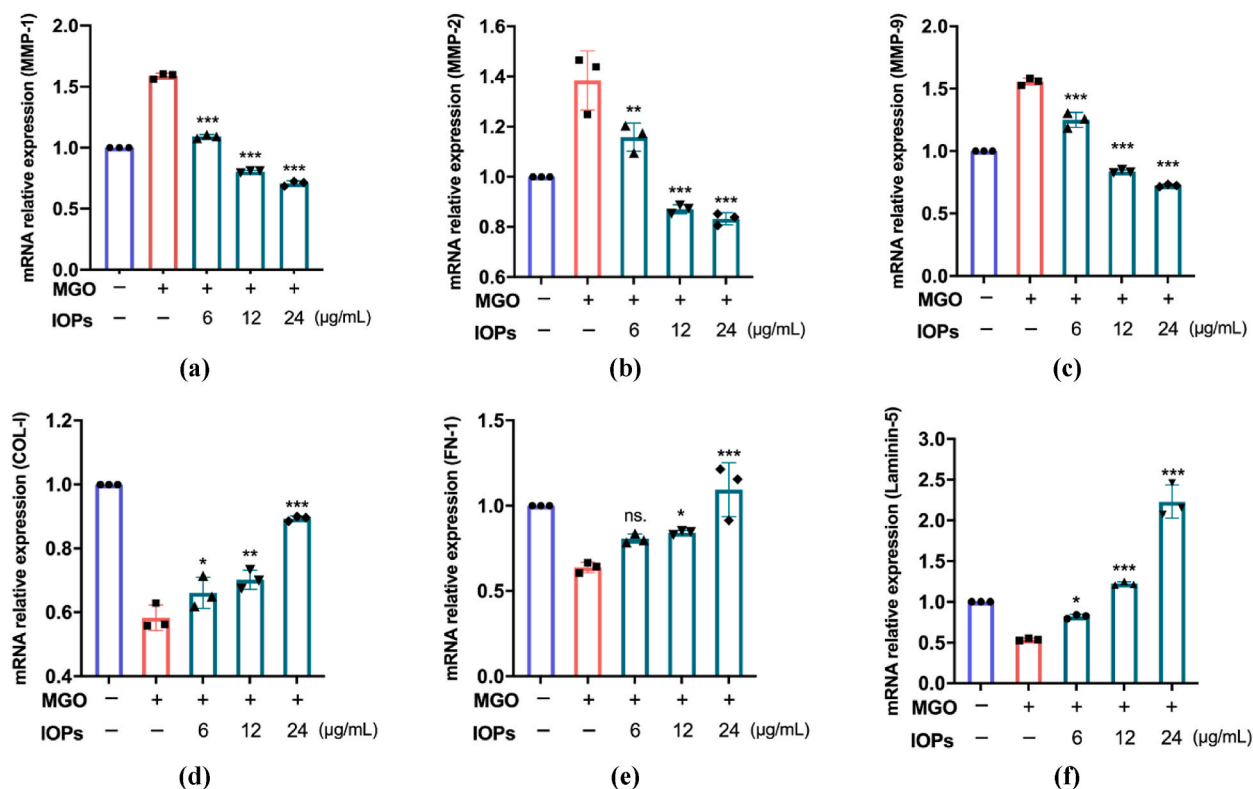 mRNA relative expression (MMP-1)
2.0
1.5
1.0
0.5
0.0
***
***
***
MGO − + + + +
IOPs − − 6 12 24 (μg/mL)
(a)
mRNA relative expression (MMP-2)
1.6
1.4
1.2
1.0
0.8
0.6
**
***
***
MGO − + + + +
IOPs − − 6 12 24 (μg/mL)
(b)
mRNA relative expression (MMP-9)
2.0
1.5
1.0
0.5
0.0
***
***
***
MGO − + + + +
IOPs − − 6 12 24 (μg/mL)
(c)
mRNA relative expression (COL-I)
1.2
1.0
0.8
0.6
0.4
*
**
***
MGO − + + + +
IOPs − − 6 12 24 (μg/mL)
(d)
mRNA relative expression (FN-1)
1.5
1.0
0.5
0.0
ns.
*
***
MGO − + + + +
IOPs − − 6 12 24 (μg/mL)
(e)
mRNA relative expression (Laminin-5)
3.0
2.5
2.0
1.5
1.0
0.5
0.0
*
***
***
MGO − + + + +
IOPs − − 6 12 24 (μg/mL)
(f)